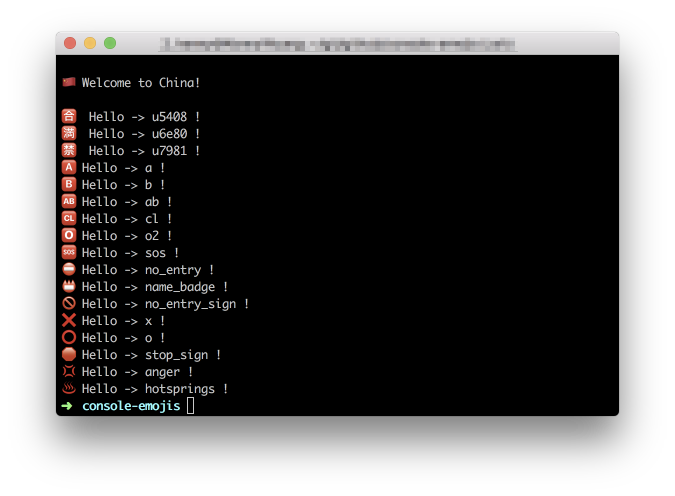 🇨🇳 Welcome to China!
🈴 Hello -> u5408 !
🈵 Hello -> u6e80 !
🈲 Hello -> u7981 !
🅰 Hello -> a !
🅱 Hello -> b !
🆎 Hello -> ab !
🆑 Hello -> cl !
🅾 Hello -> o2 !
🆘 Hello -> sos !
⛔ Hello -> no_entry !
📛 Hello -> name_badge !
🚫 Hello -> no_entry_sign !
❌ Hello -> x !
⭕ Hello -> o !
🛑 Hello -> stop_sign !
💢 Hello -> anger !
♨ Hello -> hotsprings !
➜ console-emojis